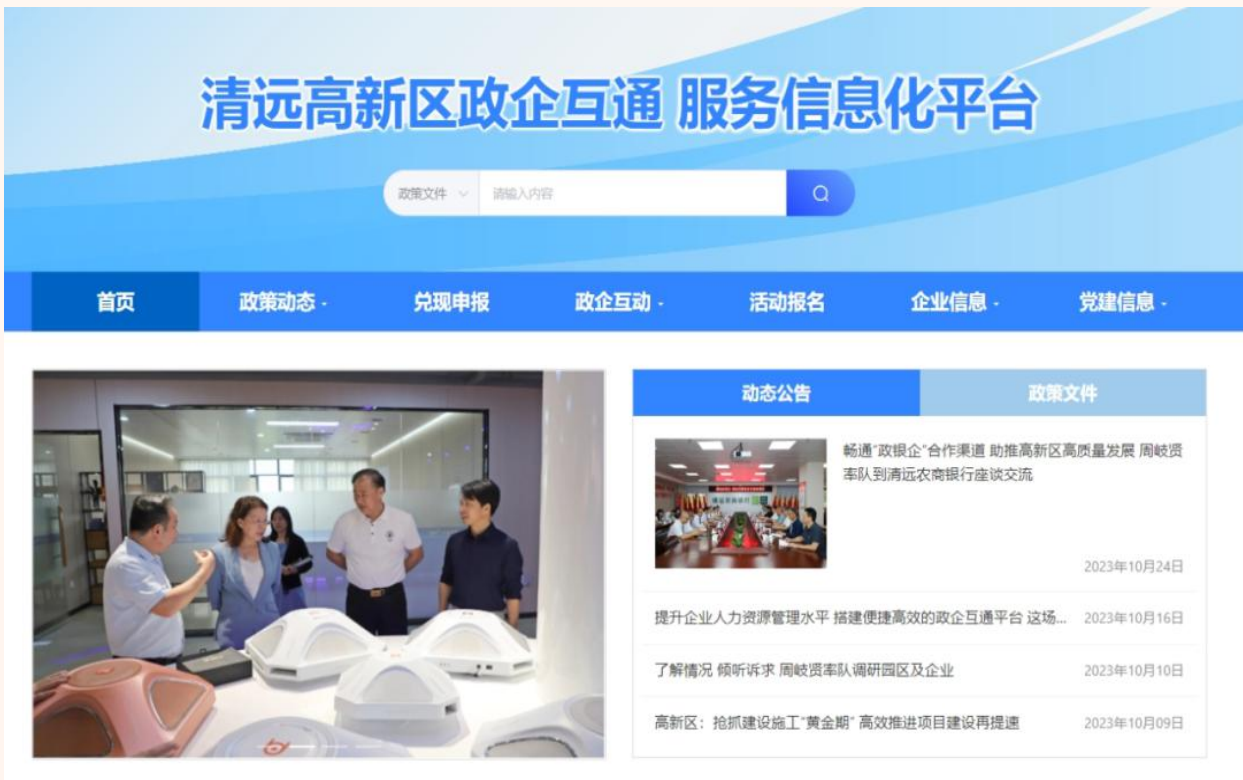 清远高新区政企互通 服务信息化平台
政策文件 请输入内容
首页 政策动态 兑现申报 政企互动 活动报名 企业信息 党建信息
动态公告 政策文件
畅通"政银企"合作渠道 助推高新区高质量发展 周岐贤
率队到清远农商银行座谈交流
2023年10月24日
提升企业人力资源管理水平 搭建便捷高效的政企互通平台 这场... 2023年10月16日
了解情况 倾听诉求 周岐贤率队调研园区及企业 2023年10月10日
高新区：抢抓建设施工"黄金期" 高效推进项目建设再提速 2023年10月09日